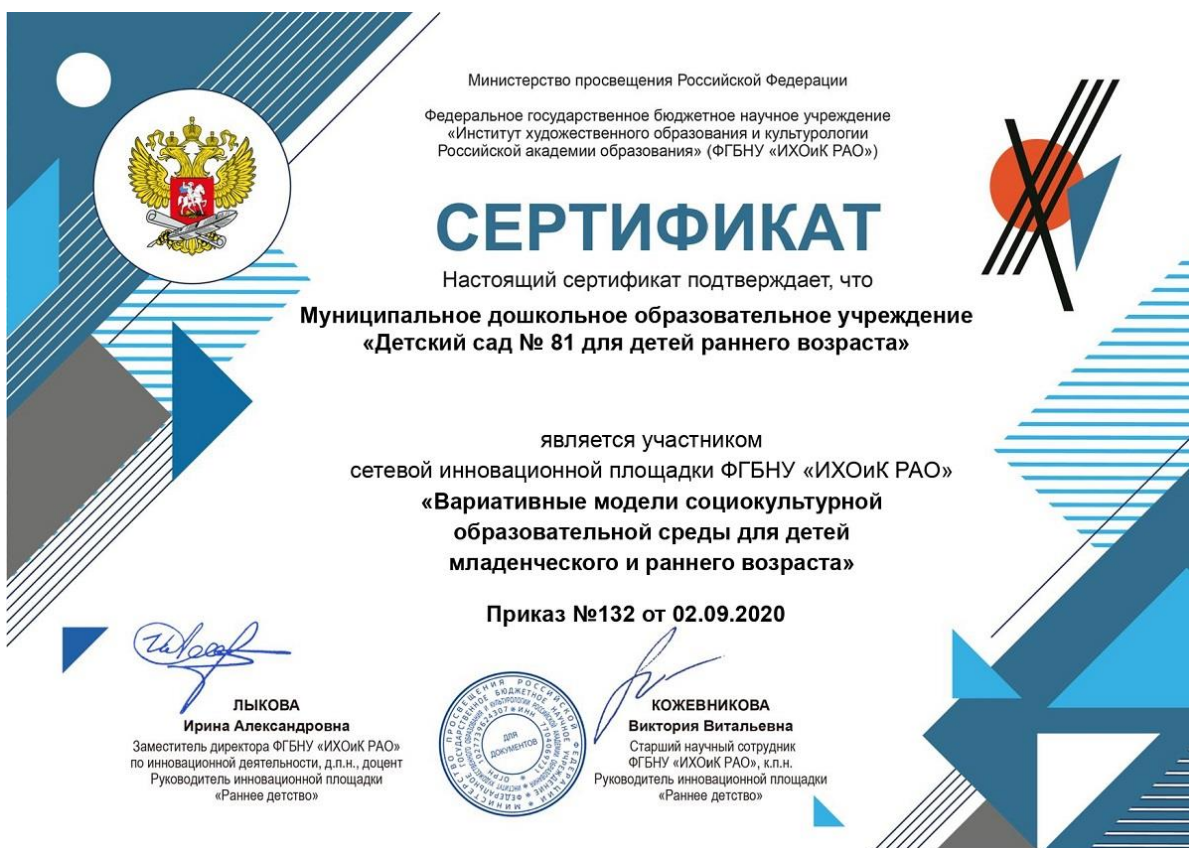 Министерство просвещения Российской Федерации
Федеральное государственное бюджетное научное учреждение
«Институт художественного образования и культурологии
Российской академии образования» (ФГБНУ «ИХОиК РАО»)
СЕРТИФИКАТ
Настоящий сертификат подтверждает, что
Муниципальное дошкольное образовательное учреждение
«Детский сад № 81 для детей раннего возраста»
является участником
сетевой инновационной площадки ФГБНУ «ИХОиК РАО»
«Вариативные модели социокультурной
образовательной среды для детей
младенческого и раннего возраста»
Приказ №132 от 02.09.2020
ЛЫКОВА
Ирина Александровна
Заместитель директора ФГБНУ «ИХОиК РАО»
по инновационной деятельности, д.п.н., доцент
Руководитель инновационной площадки
«Раннее детство»
ДЛЯ
ДОКУМЕНТОВ
КОЖЕВНИКОВА
Виктория Витальевна
Старший научный сотрудник
ФГБНУ «ИХОиК РАО», к.п.н.
Руководитель инновационной площадки
«Раннее детство»